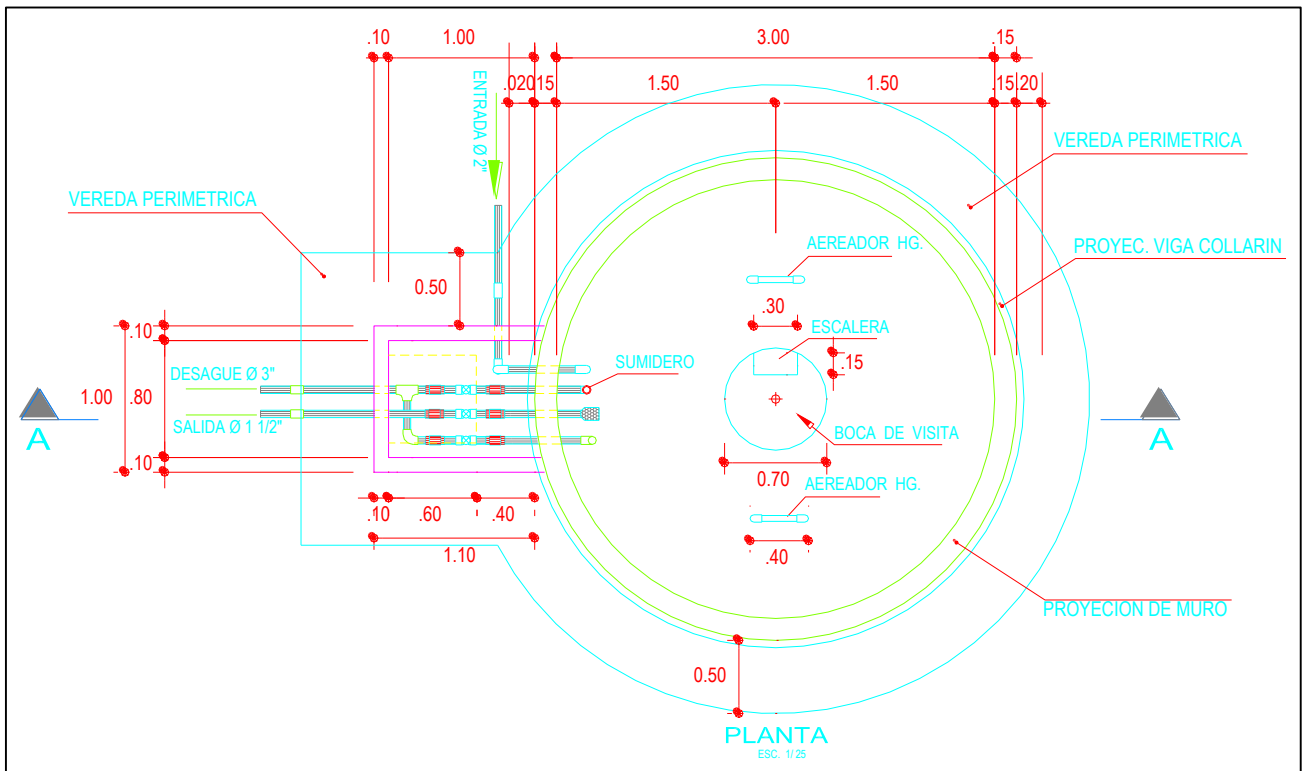 .10
1.00
3.00
.15
.020
15
1.50
1.50
.15
.20
ENTRADA Ø 2"
VEREDA PERIMETRICA
VEREDA PERIMETRICA
AEREADOR HG.
PROYEC. VIGA COLLARIN
0.50
.30
ESCALERA
.10
.15
SUMIDERO
DESAGUE Ø 3"
1.00
.80
SALIDA Ø 1 1/2"
A
A
BOCA DE VISITA
.10
0.70
AEREADOR HG.
.10
.60
.40
1.10
.40
PROYECION DE MURO
0.50
PLANTA
ESC. 1/25